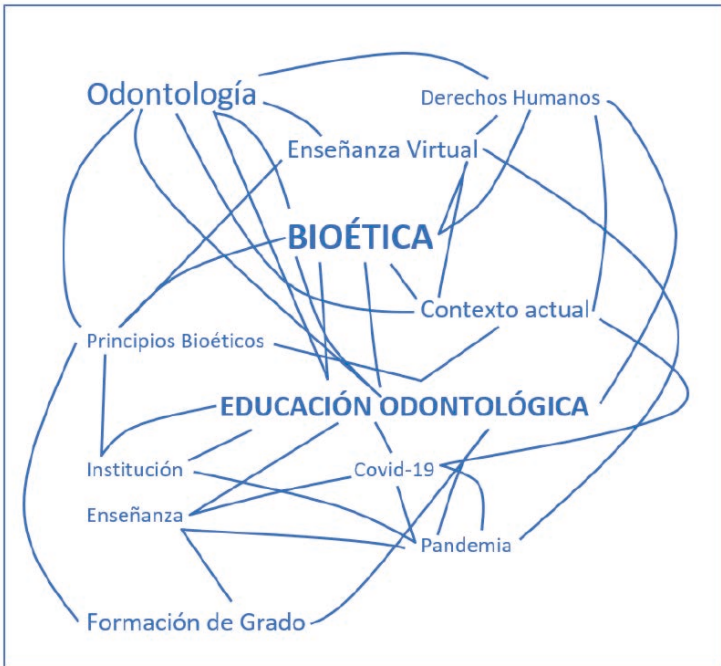 Odontología
Derechos Humanos
Enseñanza Virtual
BIOÉTICA
Contexto actual
Principios Bioéticos
EDUCACIÓN ODONTOLÓGICA
Institución
Covid-19
Enseñanza
Pandemia
Formación de Grado